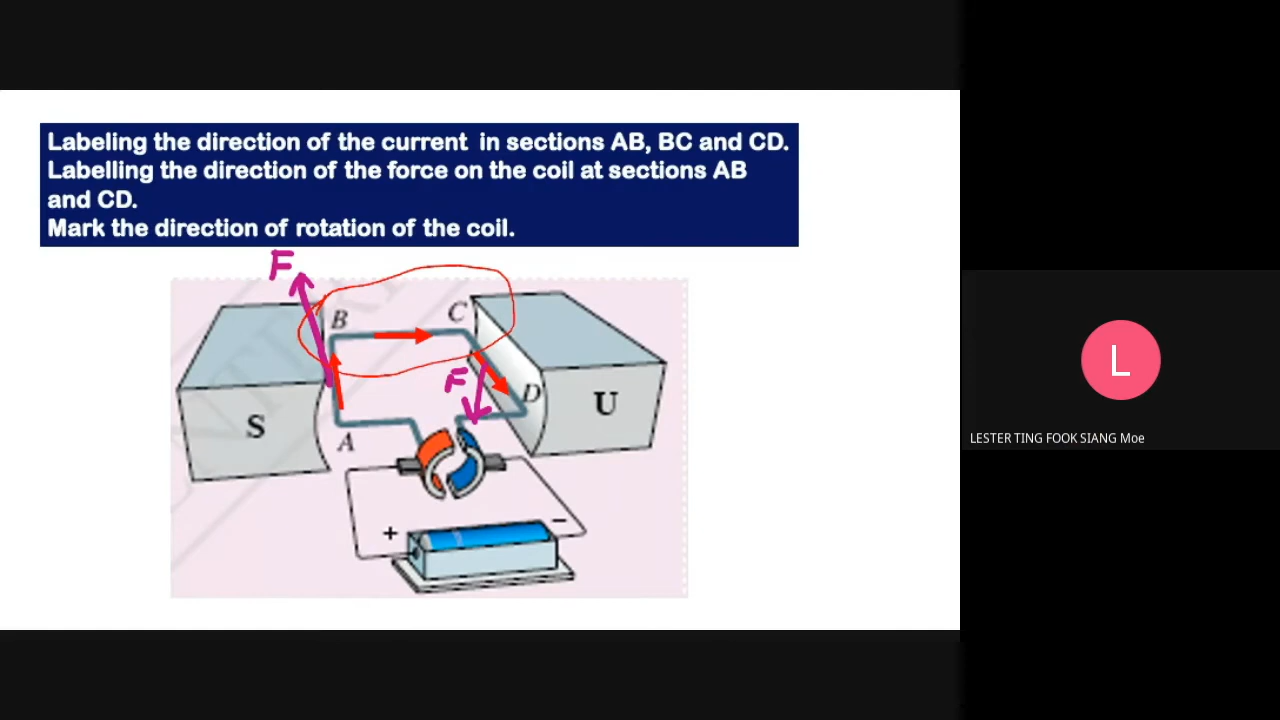 Labeling the direction of the current in sections AB, BC and CD.
Labelling the direction of the force on the coil at sections AB
and CD.
Mark the direction of rotation of the coil.
F
B
C
F
D
S
U
A
+
−
L
LESTER TING FOOK SIANG Moe